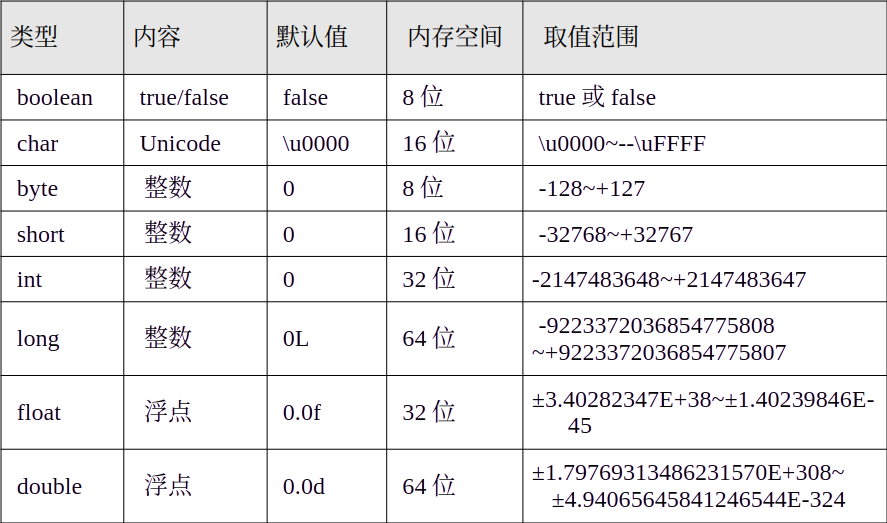 类型 内容 默认值 内存空间 取值范围
boolean true/false false 8 位 true 或 false
char Unicode \u0000 16 位 \u0000~--\uFFFF
byte 整数 0 8 位 -128~+127
short 整数 0 16 位 -32768~+32767
int 整数 0 32 位 -2147483648~+2147483647
long 整数 0L 64 位 -9223372036854775808
~+9223372036854775807
float 浮点 0.0f 32 位 ±3.40282347E+38~±1.40239846E-
45
double 浮点 0.0d 64 位 ±1.79769313486231570E+308~
±4.94065645841246544E-324